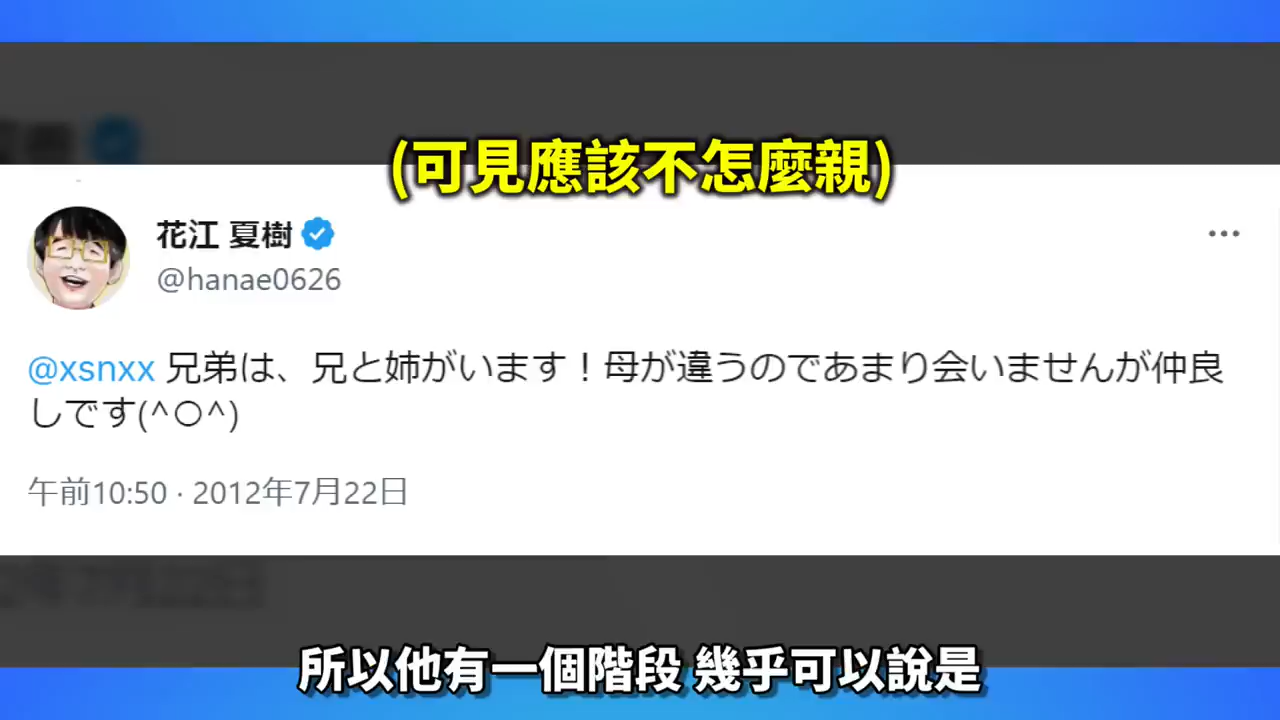 (可見應該不怎麼親)
花江 夏樹
@hanae0626
@xsnxx 兄弟は、兄と姉がいます！母が違うのであまり会いませんが仲良
しです(^○^)
午前10:50 · 2012年7月22日
所以他有一個階段 幾乎可以說是